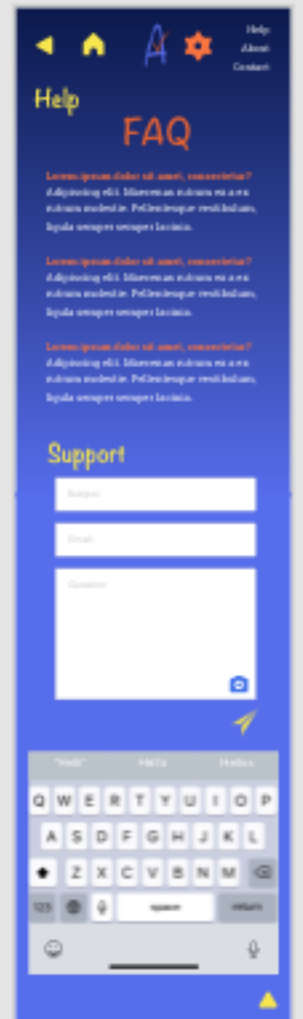 Help
About
Contact
Help
FAQ
Lorem ipsum dolor sit amet, consectetur?
Adipiscing elit. Maecenas rutrum ex a ex
rutrum molestie. Pellentesque vestibulum,
ligula semper semper lacinia.
Lorem ipsum dolor sit amet, consectetur?
Adipiscing elit. Maecenas rutrum ex a ex
rutrum molestie. Pellentesque vestibulum,
ligula semper semper lacinia.
Lorem ipsum dolor sit amet, consectetur?
Adipiscing elit. Maecenas rutrum ex a ex
rutrum molestie. Pellentesque vestibulum,
ligula semper semper lacinia.
Support
Subject
Email
Question
Hello
Q W E R T Y U I O P
A S D F G H J K L
Z X C V B N M
123 space return